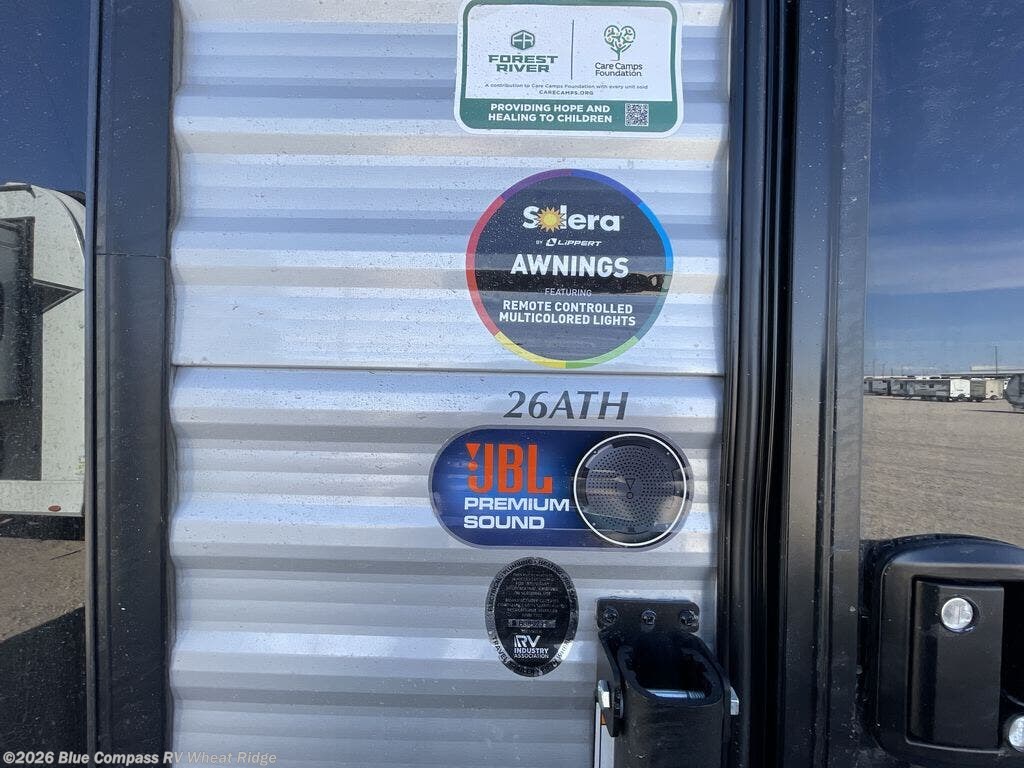 FOREST
RIVER
Care Camps
Foundation
A contribution to Care Camps Foundation with every unit sold
CARECAMPS.ORG
PROVIDING HOPE AND
HEALING TO CHILDREN
Solera
BY LIPPERT
AWNINGS
FEATURING
REMOTE CONTROLLED
MULTICOLORED LIGHTS
26ATH
JBL
PREMIUM
SOUND
RV
INDUSTRY
ASSOCIATION
©2026 Blue Compass RV Wheat Ridge